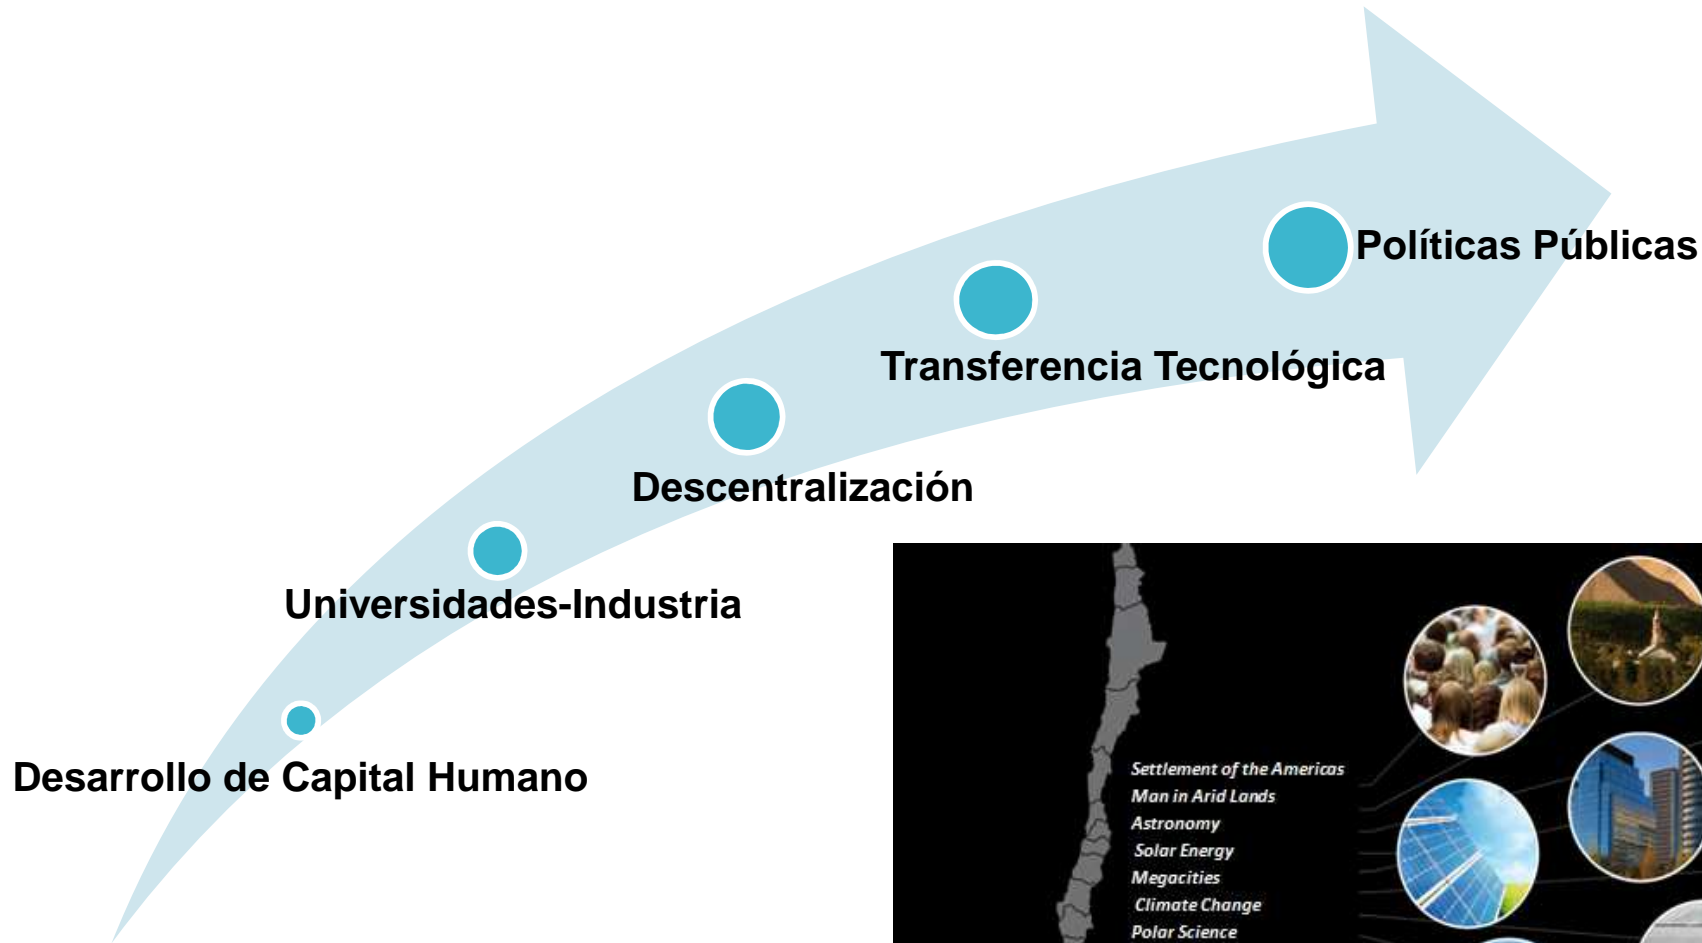 Políticas Públicas
Transferencia Tecnológica
Descentralización
Universidades-Industria
Desarrollo de Capital Humano
Settlement of the Americas
Man in Arid Lands
Astronomy
Solar Energy
Megacities
Climate Change
Polar Science